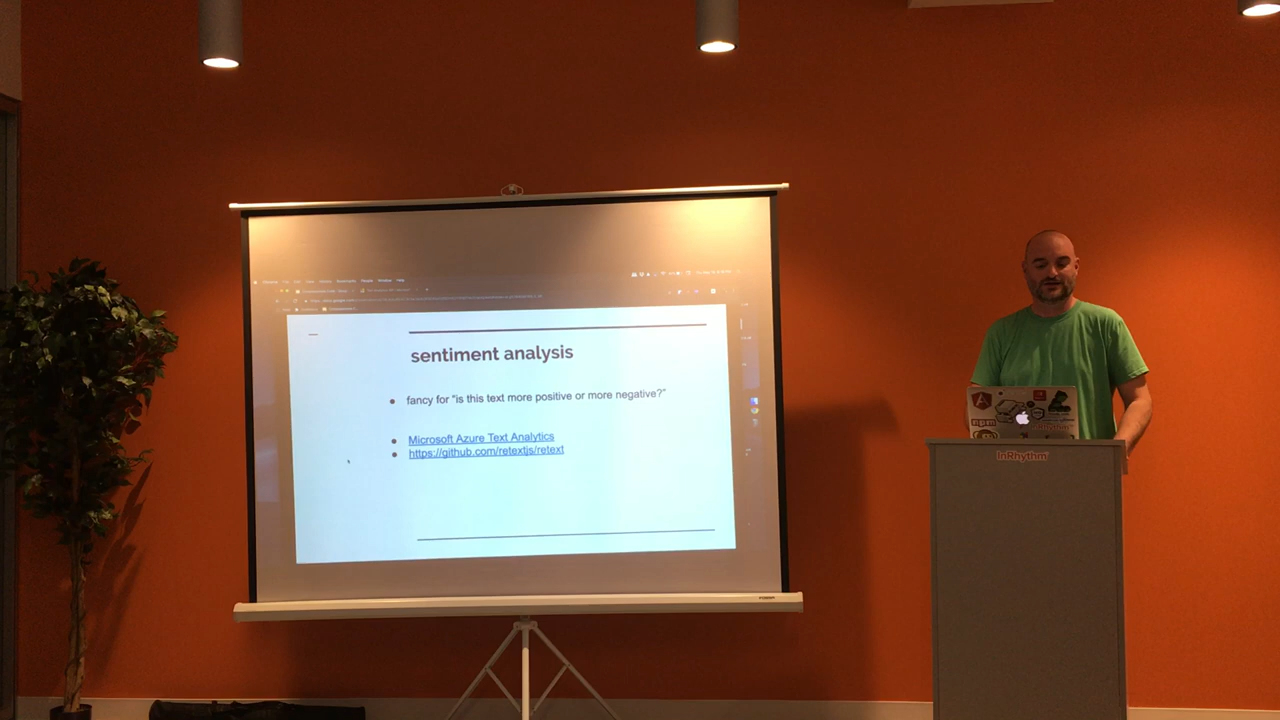 sentiment analysis
fancy for "is this text more positive or more negative?"
Microsoft Azure Text Analytics
https://github.com/retextjs/retext
npm
InRhythm